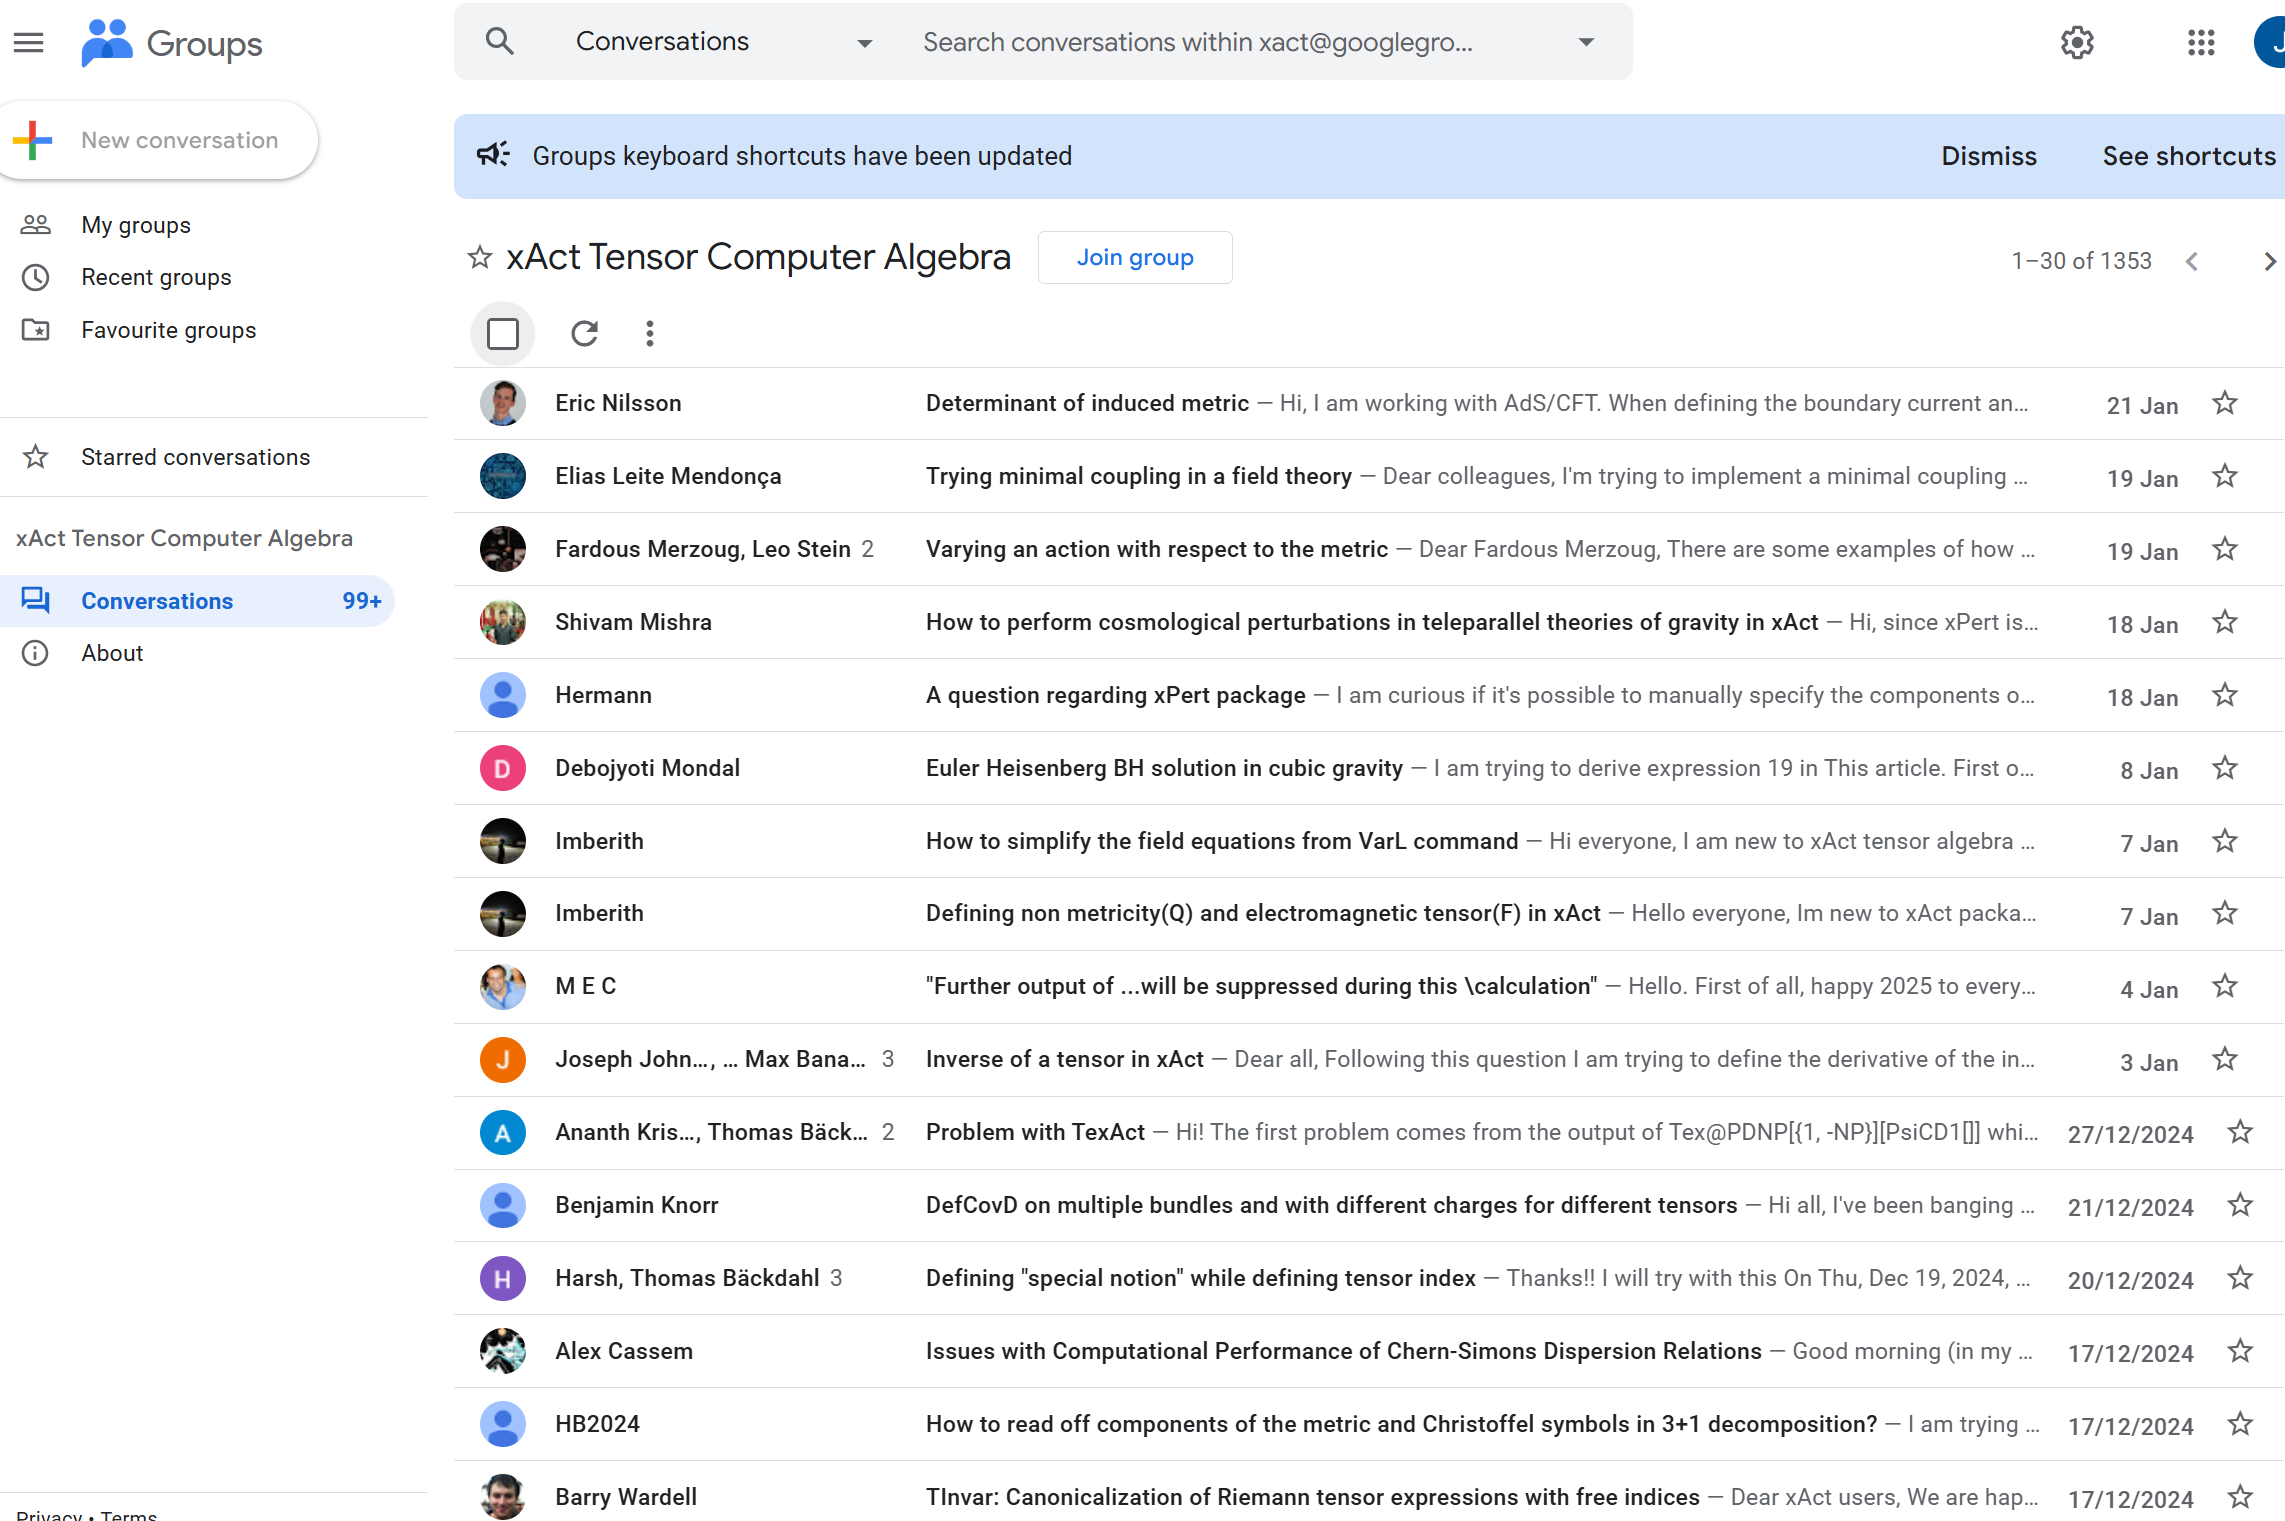 Groups
Conversations
Search conversations within xact@googlegro...
J
New conversation
Groups keyboard shortcuts have been updated
Dismiss
See shortcuts
My groups
Recent groups
Favourite groups
Starred conversations
xAct Tensor Computer Algebra
Conversations 99+
About
Privacy • Terms
xAct Tensor Computer Algebra
Join group
1–30 of 1353
Eric Nilsson Determinant of induced metric — Hi, I am working with AdS/CFT. When defining the boundary current an... 21 Jan
Elias Leite Mendonça Trying minimal coupling in a field theory — Dear colleagues, I'm trying to implement a minimal coupling ... 19 Jan
Fardous Merzoug, Leo Stein 2 Varying an action with respect to the metric — Dear Fardous Merzoug, There are some examples of how ... 19 Jan
Shivam Mishra How to perform cosmological perturbations in teleparallel theories of gravity in xAct — Hi, since xPert is... 18 Jan
Hermann A question regarding xPert package — I am curious if it's possible to manually specify the components o... 18 Jan
D Debojyoti Mondal Euler Heisenberg BH solution in cubic gravity — I am trying to derive expression 19 in This article. First o... 8 Jan
Imberith How to simplify the field equations from VarL command — Hi everyone, I am new to xAct tensor algebra ... 7 Jan
Imberith Defining non metricity(Q) and electromagnetic tensor(F) in xAct — Hello everyone, Im new to xAct packa... 7 Jan
M E C "Further output of ...will be suppressed during this \calculation" — Hello. First of all, happy 2025 to every... 4 Jan
J Joseph John..., ... Max Bana... 3 Inverse of a tensor in xAct — Dear all, Following this question I am trying to define the derivative of the in... 3 Jan
A Ananth Kris..., Thomas Bäck... 2 Problem with TexAct — Hi! The first problem comes from the output of Tex@PDNP[{1, -NP}][PsiCD1[]] whi... 27/12/2024
Benjamin Knorr DefCovD on multiple bundles and with different charges for different tensors — Hi all, I've been banging ... 21/12/2024
H Harsh, Thomas Bäckdahl 3 Defining "special notion" while defining tensor index — Thanks!! I will try with this On Thu, Dec 19, 2024, ... 20/12/2024
Alex Cassem Issues with Computational Performance of Chern-Simons Dispersion Relations — Good morning (in my ... 17/12/2024
HB2024 How to read off components of the metric and Christoffel symbols in 3+1 decomposition? — I am trying ... 17/12/2024
Barry Wardell TInvar: Canonicalization of Riemann tensor expressions with free indices — Dear xAct users, We are hap... 17/12/2024